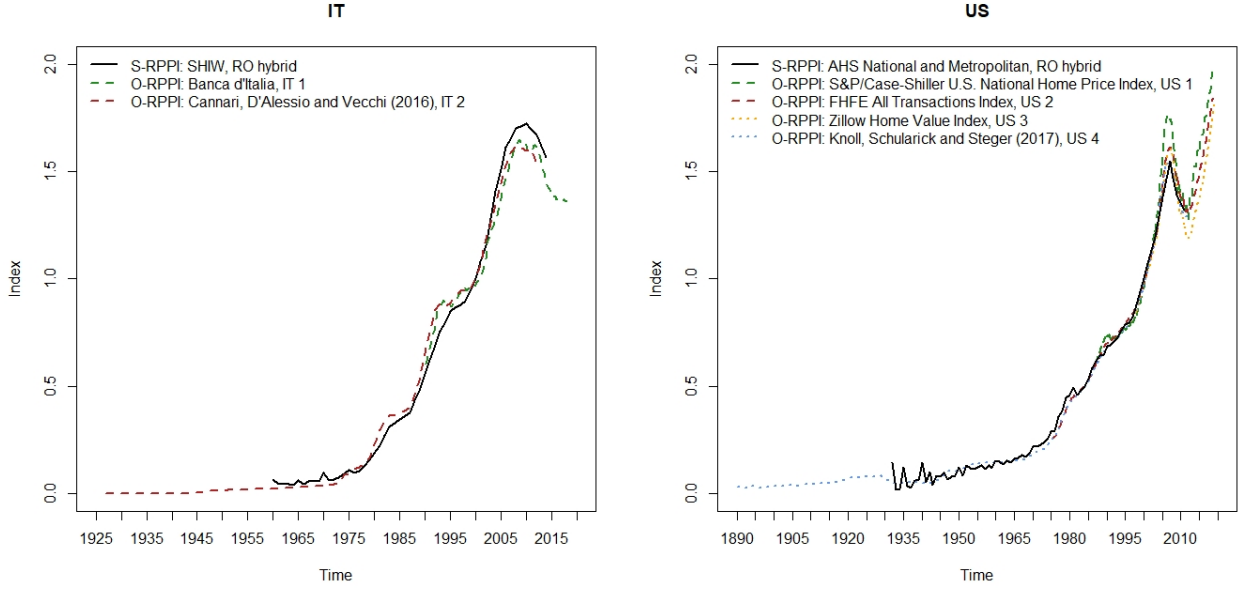 IT
S-RPPI: SHIW, RO hybrid
O-RPPI: Banca d'Italia, IT 1
O-RPPI: Cannari, D'Alessio and Vecchi (2016), IT 2
Index
2.0
1.5
1.0
0.5
0.0
1925 1935 1945 1955 1965 1975 1985 1995 2005 2015
Time
US
S-RPPI: AHS National and Metropolitan, RO hybrid
O-RPPI: S&P/Case-Shiller U.S. National Home Price Index, US 1
O-RPPI: FHFE All Transactions Index, US 2
O-RPPI: Zillow Home Value Index, US 3
O-RPPI: Knoll, Schularick and Steger (2017), US 4
Index
2.0
1.5
1.0
0.5
0.0
1890 1905 1920 1935 1950 1965 1980 1995 2010
Time